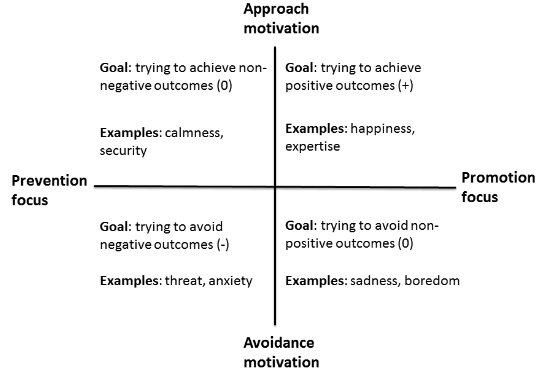 Approach
motivation
Goal: trying to achieve non-
negative outcomes (0)
Examples: calmness,
security
Goal: trying to achieve
positive outcomes (+)
Examples: happiness,
expertise
Prevention
focus
Promotion
focus
Goal: trying to avoid
negative outcomes (-)
Examples: threat, anxiety
Goal: trying to avoid non-
positive outcomes (0)
Examples: sadness, boredom
Avoidance
motivation